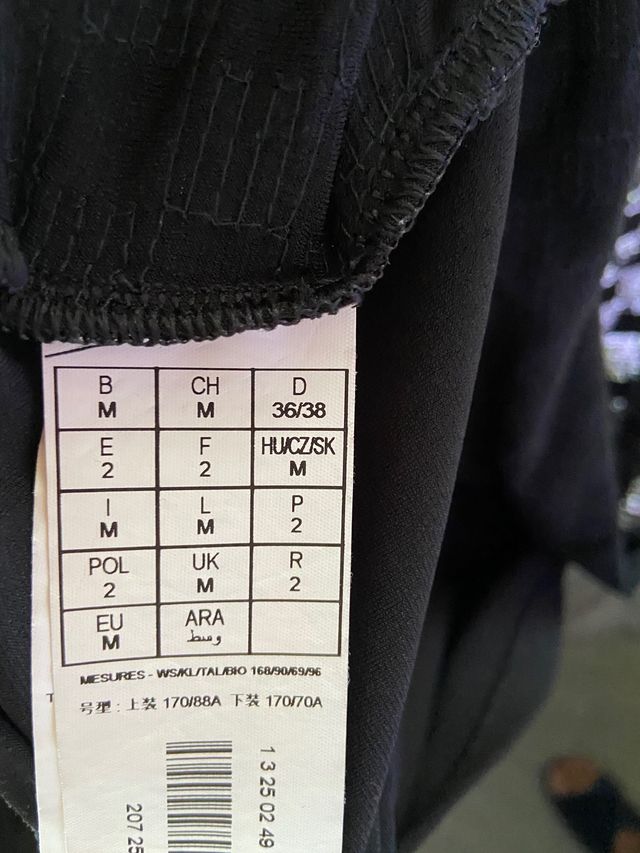 B CH D
M M 36/38
E F HU/CZ/SK
2 2 M
I L P
M M 2
POL UK R
2 M 2
EU ARA
M وسط
MESURES - WS/KL/TAL/BIO 168/90/69/96
号型 : 上装 170/88A 下装 170/70A
1 3 25 02 49
207 25